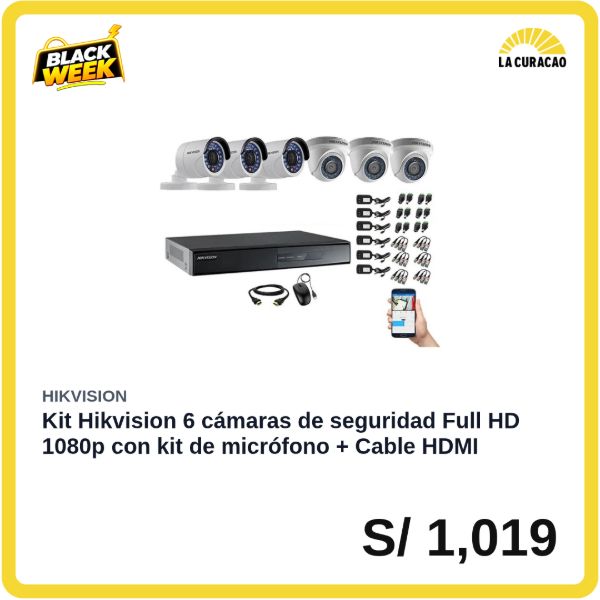 BLACK
WEEK
LA CURACAO
HIKVISION
Kit Hikvision 6 cámaras de seguridad Full HD
1080p con kit de micrófono + Cable HDMI
S/ 1,019